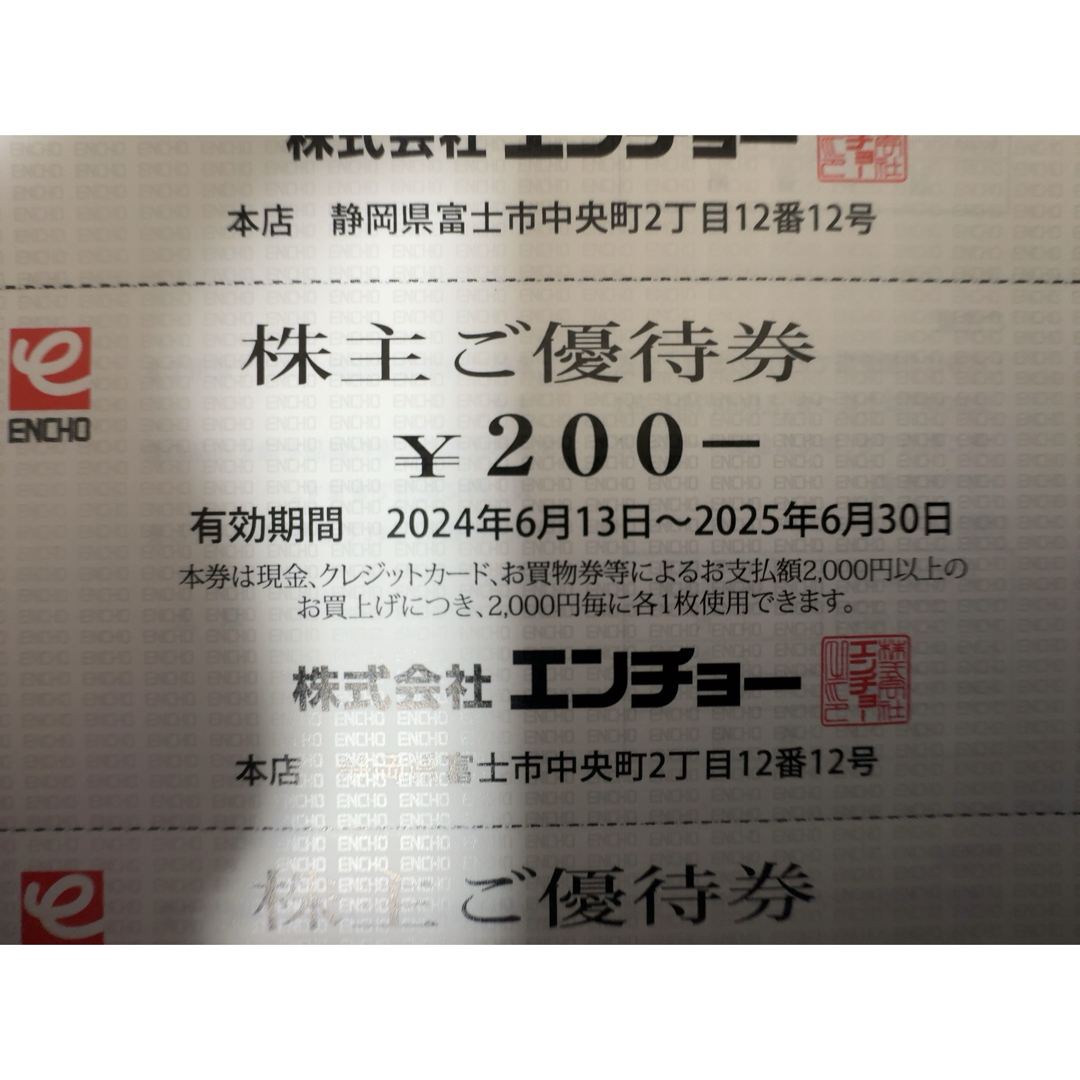 株式会社 エンチョー
本店 静岡県富士市中央町2丁目12番12号
ENCHO
株主ご優待券
¥200ー
有効期間 2024年6月13日～2025年6月30日
本券は現金、クレジットカード、お買物券等によるお支払額2,000円以上の
お買上げにつき、2,000円毎に各1枚使用できます。
株式会社 エンチョー
本店 静岡県富士市中央町2丁目12番12号
株主ご優待券